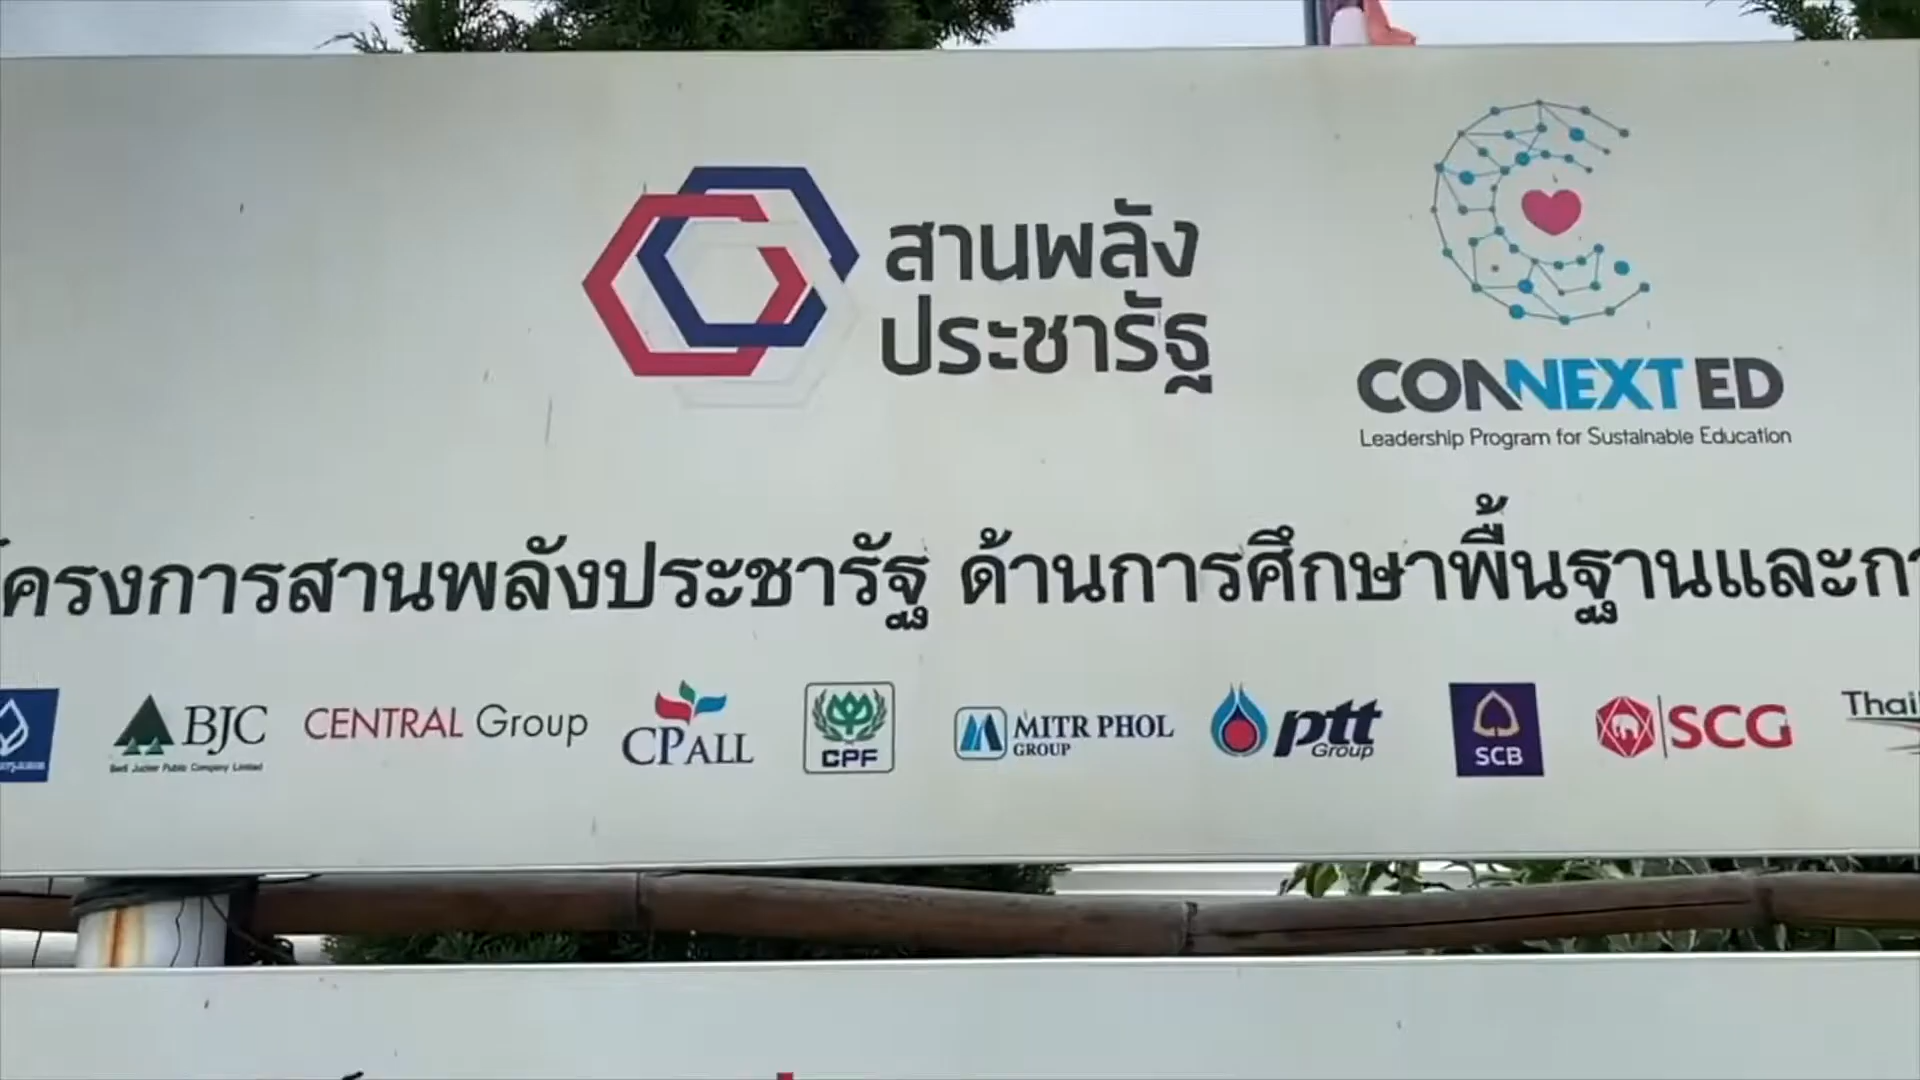 สานพลัง
ประชารัฐ
CONNEXT ED
Leadership Program for Sustainable Education
โครงการสานพลังประชารัฐ ด้านการศึกษาพื้นฐานและกา
BJC
Berli Jucker Public Company Limited
CENTRAL Group
CPALL
CPF
MITR PHOL
GROUP
ptt
Group
SCB
SCG
Thai